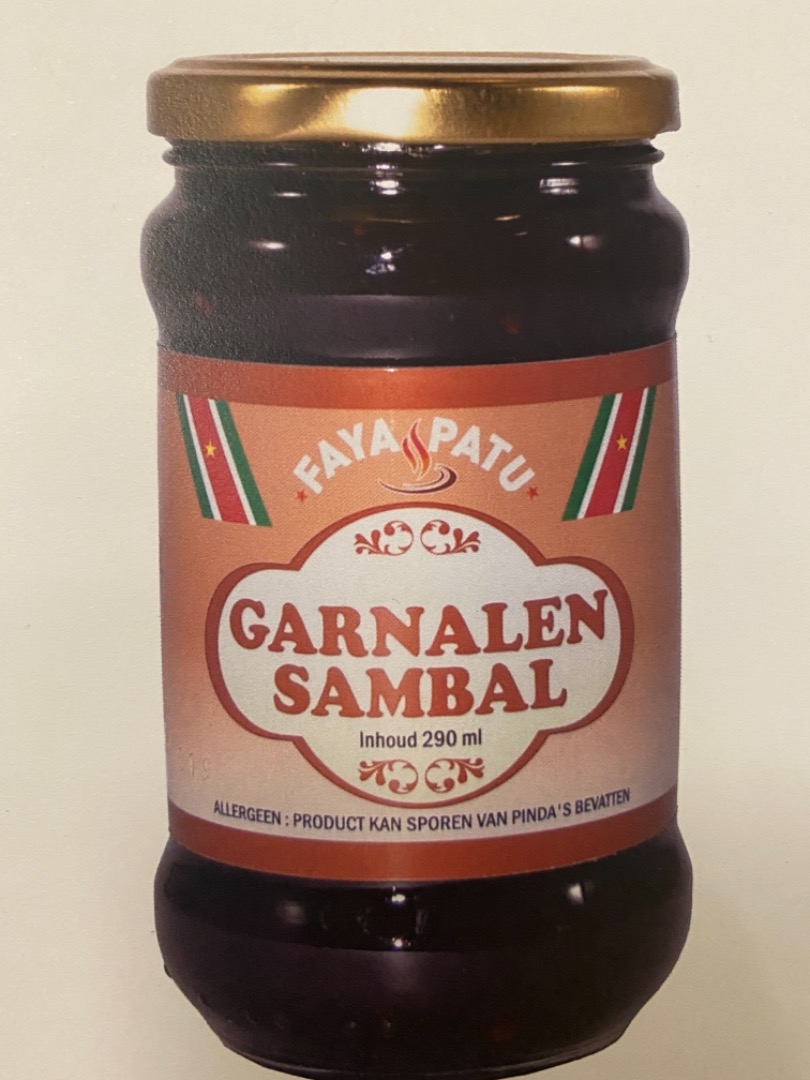 FAYA PATU
GARNALEN
SAMBAL
Inhoud 290 ml
ALLERGEEN : PRODUCT KAN SPOREN VAN PINDA'S BEVATTEN